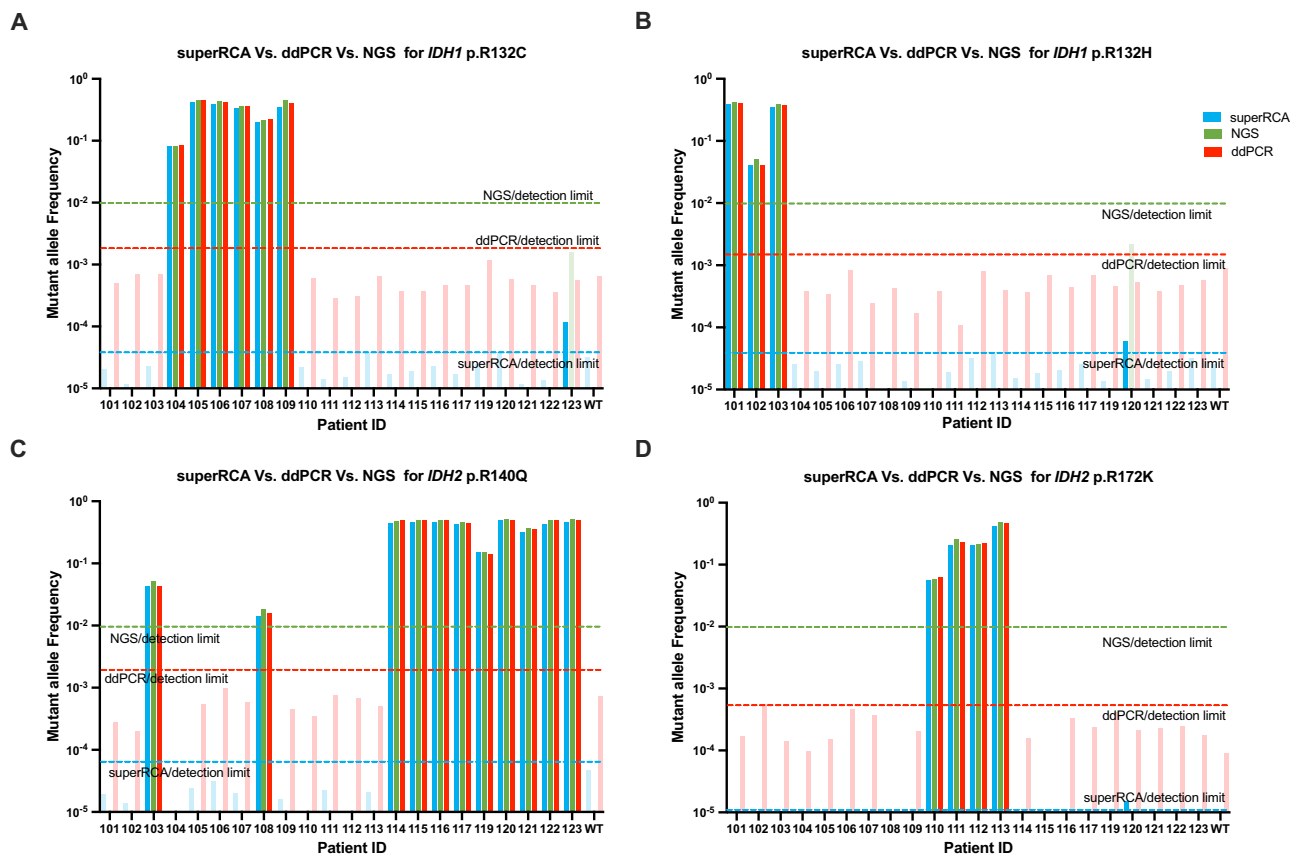 A
superRCA Vs. ddPCR Vs. NGS for IDH1 p.R132C
Mutant allele Frequency
10⁰
10⁻¹
10⁻²
10⁻³
10⁻⁴
10⁻⁵
NGS/detection limit
ddPCR/detection limit
superRCA/detection limit
101 102 103 104 105 106 107 108 109 110 111 112 113 114 116 117 119 120 121 122 123 WT
Patient ID
B
superRCA Vs. ddPCR Vs. NGS for IDH1 p.R132H
Mutant allele Frequency
10⁰
10⁻¹
10⁻²
10⁻³
10⁻⁴
10⁻⁵
superRCA
NGS
ddPCR
NGS/detection limit
ddPCR/detection limit
superRCA/detection limit
101 102 103 104 105 106 107 108 109 110 111 112 113 114 115 116 117 119 120 121 122 123 WT
Patient ID
C
superRCA Vs. ddPCR Vs. NGS for IDH2 p.R140Q
Mutant allele Frequency
10⁰
10⁻¹
10⁻²
10⁻³
10⁻⁴
10⁻⁵
NGS/detection limit
ddPCR/detection limit
superRCA/detection limit
101 102 103 104 105 106 107 108 109 110 111 112 113 114 115 116 117 119 120 121 122 123 WT
Patient ID
D
superRCA Vs. ddPCR Vs. NGS for IDH2 p.R172K
Mutant allele Frequency
10⁰
10⁻¹
10⁻²
10⁻³
10⁻⁴
10⁻⁵
NGS/detection limit
ddPCR/detection limit
superRCA/detection limit
101 102 103 104 105 106 107 108 109 110 111 112 113 114 115 116 117 119 120 122 123 WT
Patient ID